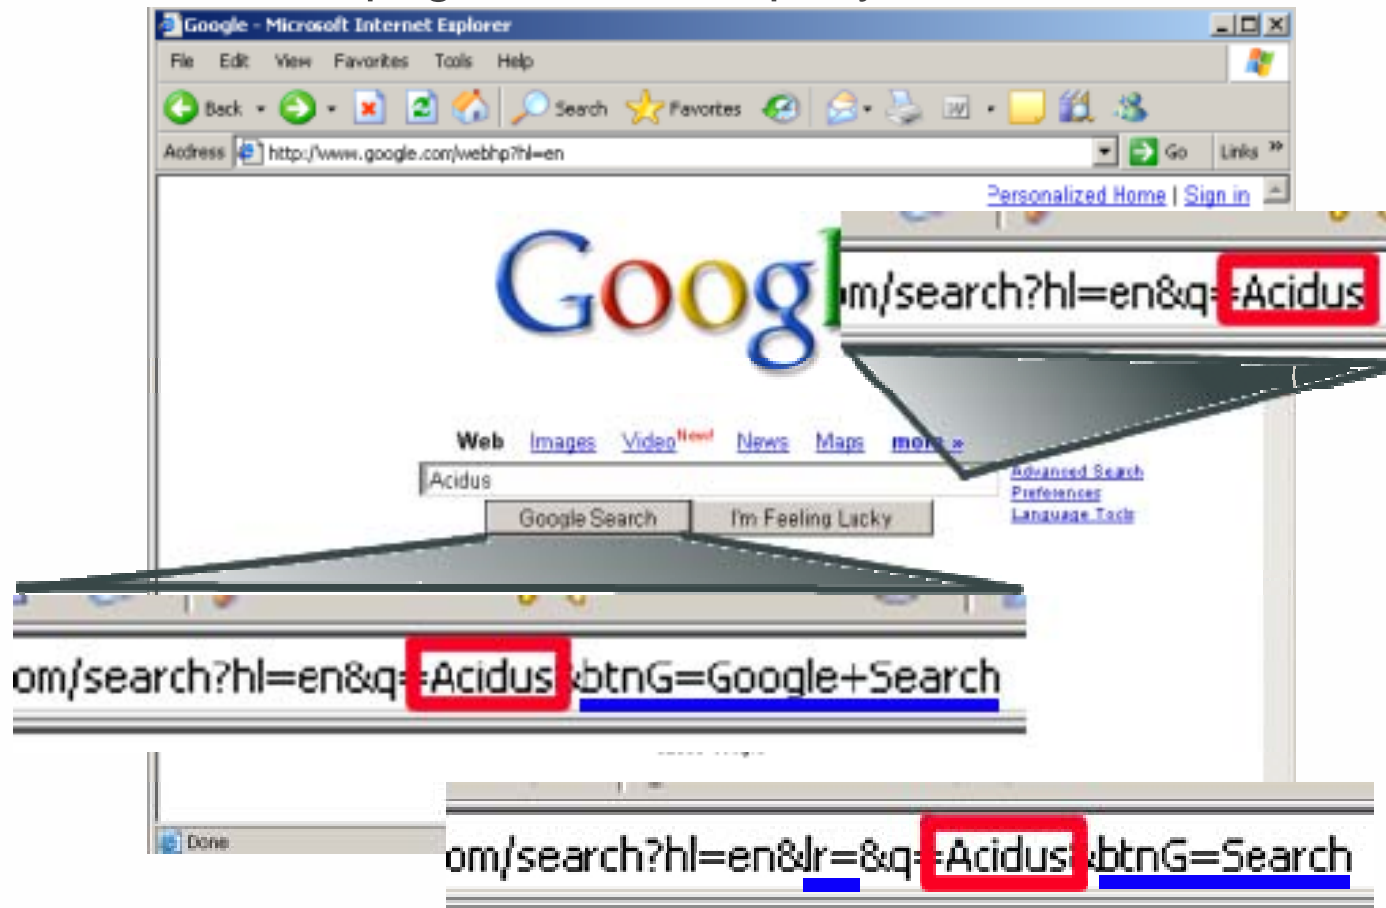 Google - Microsoft Internet Explorer
File Edit View Favorites Tools Help
Back Search Favorites
Address http://www.google.com/webhp?hl=en Go Links »
Personalized Home | Sign in
Goog
om/search?hl=en&q=Acidus
Web Images Video New! News Maps more »
Acidus
Advanced Search
Preferences
Language Tools
Google Search I'm Feeling Lucky
om/search?hl=en&q=Acidus&btnG=Google+Search
om/search?hl=en&lr=&q=Acidus&btnG=Search
Done